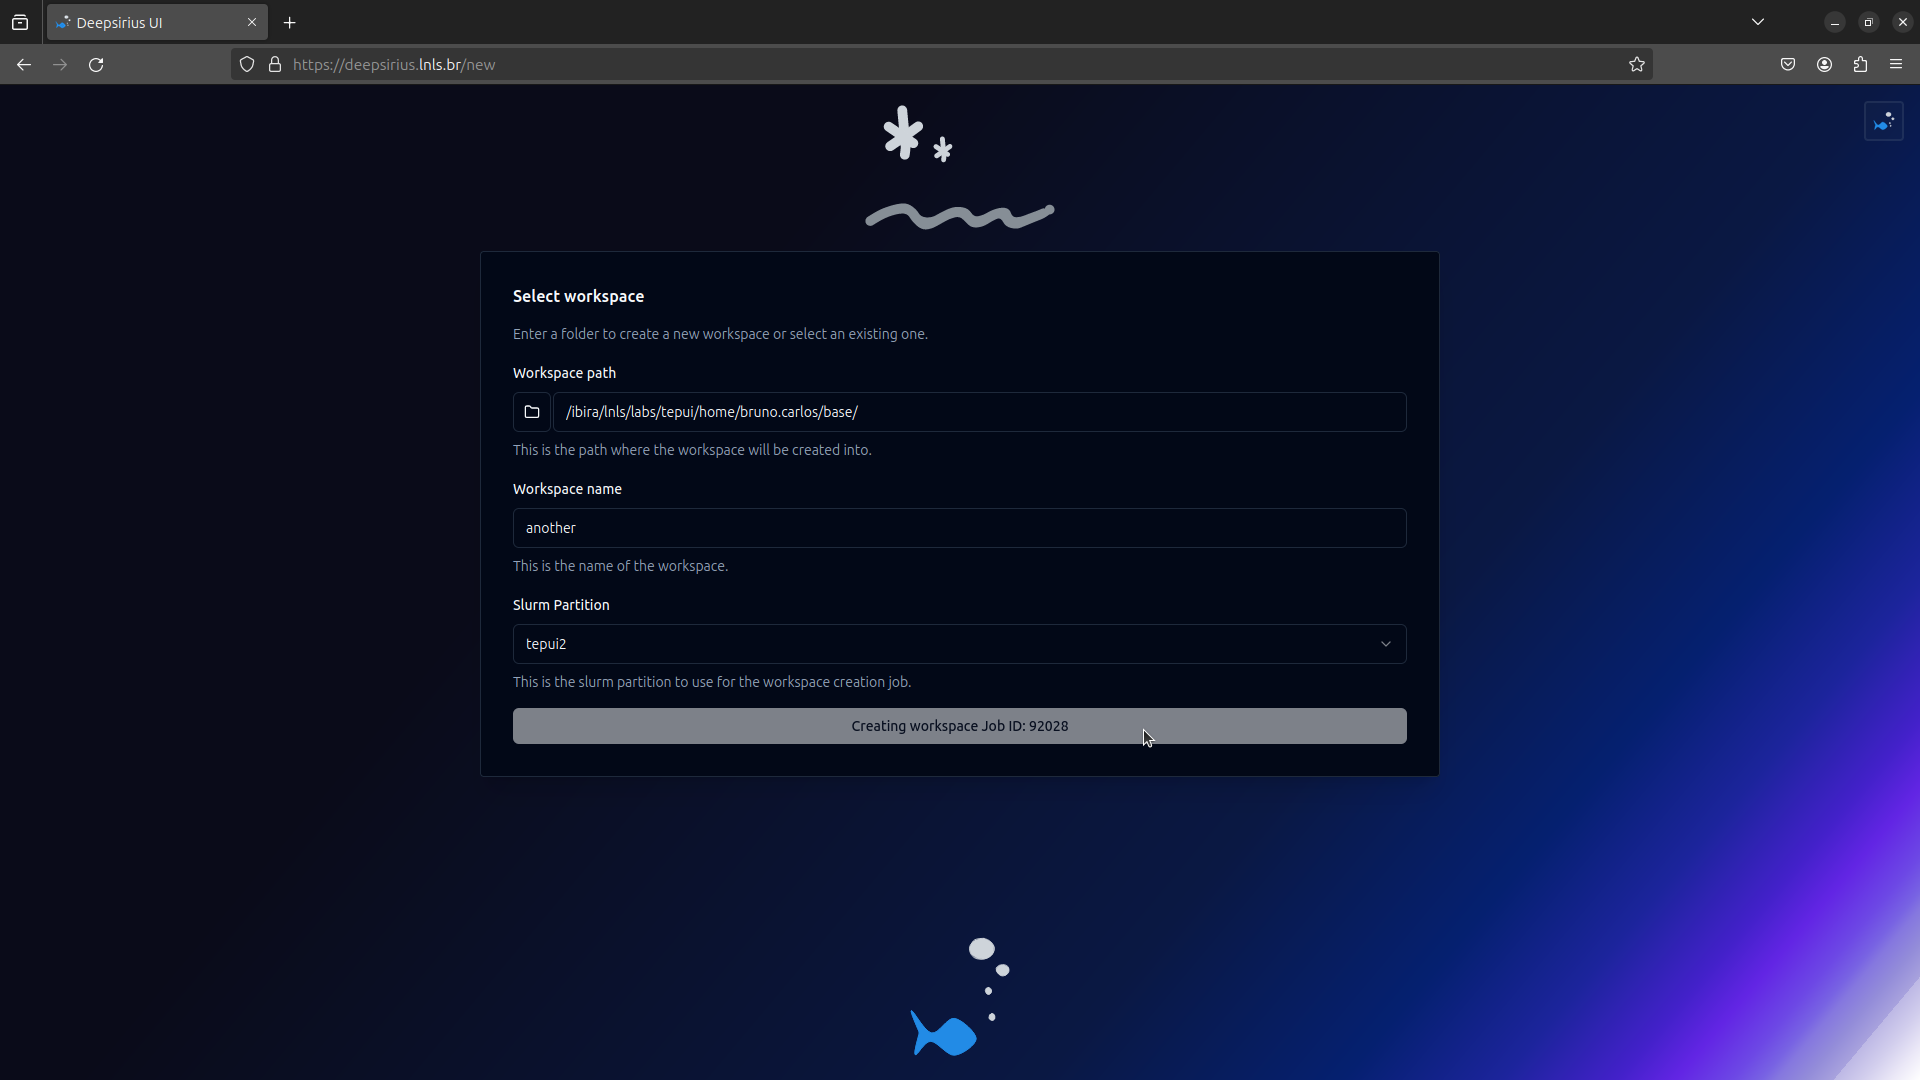 Deepsirius UI
https://deepsirius.lnls.br/new
Select workspace
Enter a folder to create a new workspace or select an existing one.
Workspace path
/ibira/lnls/labs/tepui/home/bruno.carlos/base/
This is the path where the workspace will be created into.
Workspace name
another
This is the name of the workspace.
Slurm Partition
tepui2
This is the slurm partition to use for the workspace creation job.
Creating workspace Job ID: 92028